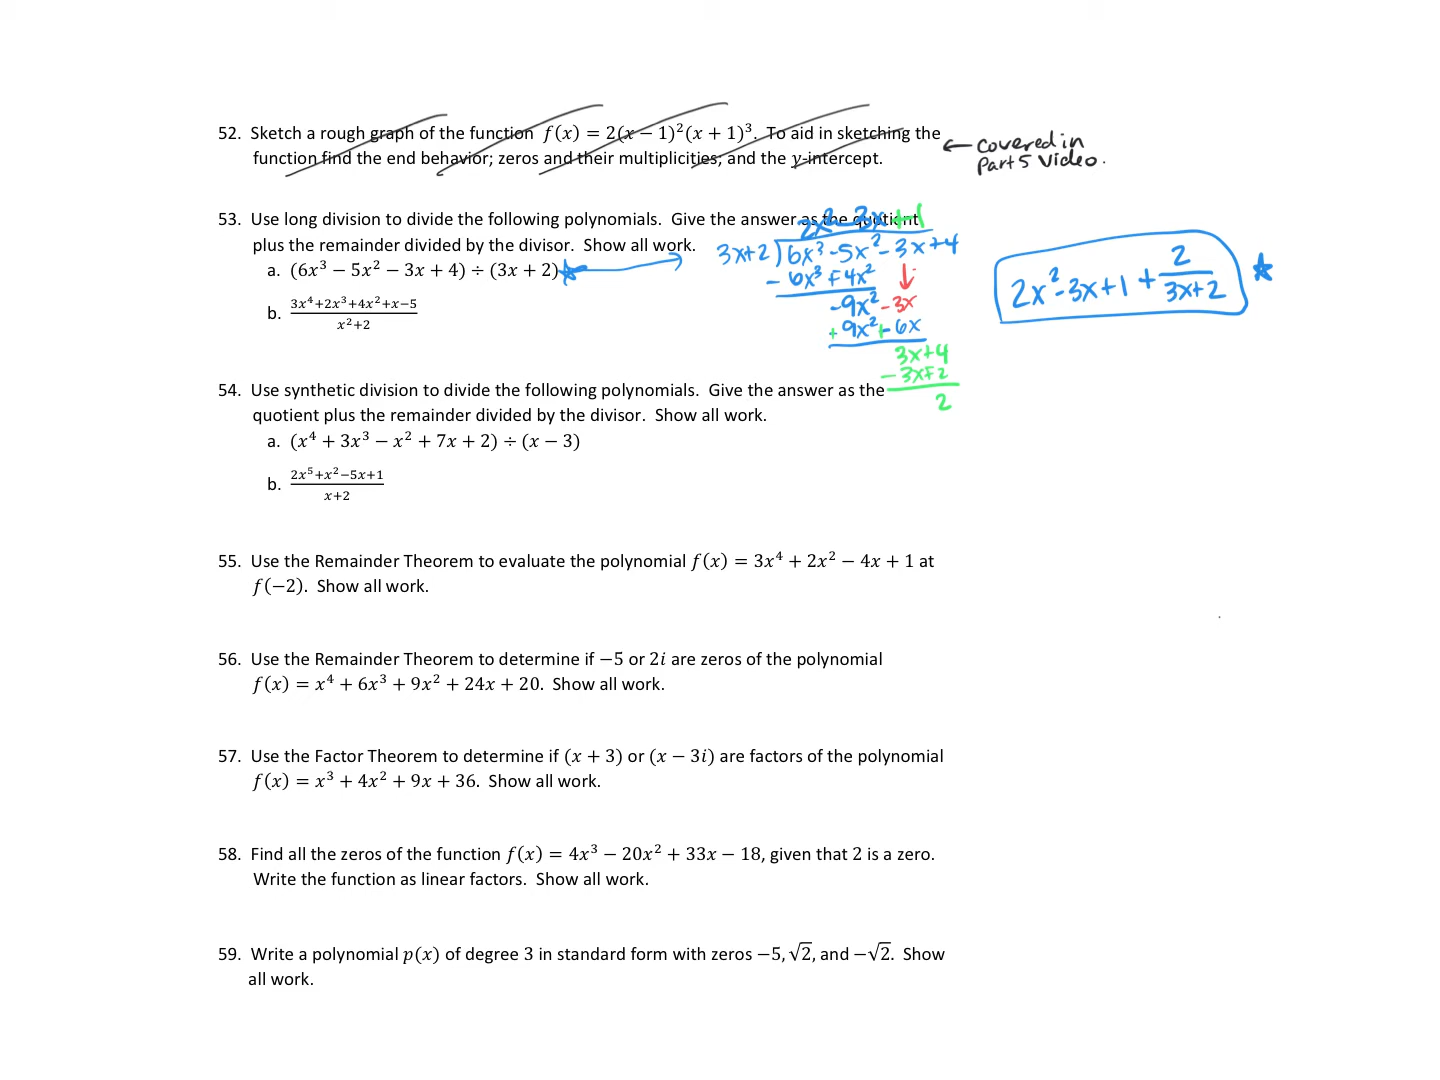 52. Sketch a rough graph of the function f(x) = 2(x − 1)²(x + 1)³. To aid in sketching the
function find the end behavior; zeros and their multiplicities; and the y-intercept.
← covered in
Part 5 Video.
53. Use long division to divide the following polynomials. Give the answer as the quotient
plus the remainder divided by the divisor. Show all work.
a. (6x³ − 5x² − 3x + 4) ÷ (3x + 2)
b. 3x⁴+2x³+4x²+x−5
x²+2
2x² - 3x + 1
3x+2 ) 6x³ - 5x² - 3x + 4
- 6x³ + 4x²
-9x² - 3x
+ 9x² + - 6x
3x + 4
- 3x + 2
2
2x² - 3x + 1 + 2
3x+2
54. Use synthetic division to divide the following polynomials. Give the answer as the
quotient plus the remainder divided by the divisor. Show all work.
a. (x⁴ + 3x³ − x² + 7x + 2) ÷ (x − 3)
b. 2x⁵+x²−5x+1
x+2
55. Use the Remainder Theorem to evaluate the polynomial f(x) = 3x⁴ + 2x² − 4x + 1 at
f(−2). Show all work.
56. Use the Remainder Theorem to determine if −5 or 2i are zeros of the polynomial
f(x) = x⁴ + 6x³ + 9x² + 24x + 20. Show all work.
57. Use the Factor Theorem to determine if (x + 3) or (x − 3i) are factors of the polynomial
f(x) = x³ + 4x² + 9x + 36. Show all work.
58. Find all the zeros of the function f(x) = 4x³ − 20x² + 33x − 18, given that 2 is a zero.
Write the function as linear factors. Show all work.
59. Write a polynomial p(x) of degree 3 in standard form with zeros −5, √2, and −√2. Show
all work.